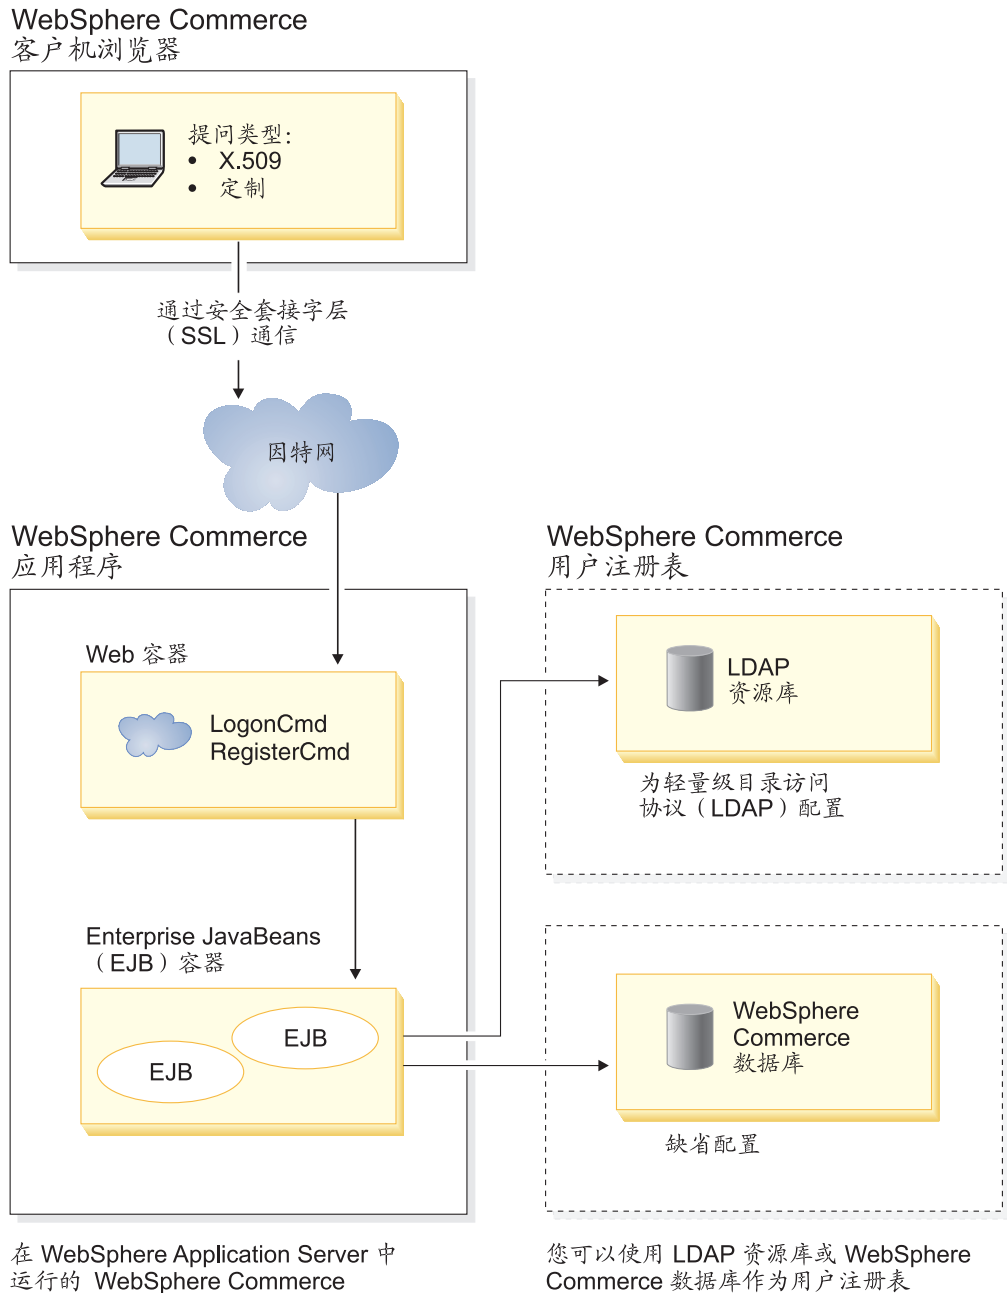 WebSphere Commerce
客户机浏览器
提问类型:
• X.509
• 定制
通过安全套接字层
（SSL）通信
因特网
WebSphere Commerce
应用程序
Web 容器
LogonCmd
RegisterCmd
Enterprise JavaBeans
（EJB）容器
EJB
EJB
在 WebSphere Application Server 中
运行的 WebSphere Commerce
WebSphere Commerce
用户注册表
LDAP
资源库
为轻量级目录访问
协议（LDAP）配置
WebSphere
Commerce
数据库
缺省配置
您可以使用 LDAP 资源库或 WebSphere
Commerce 数据库作为用户注册表